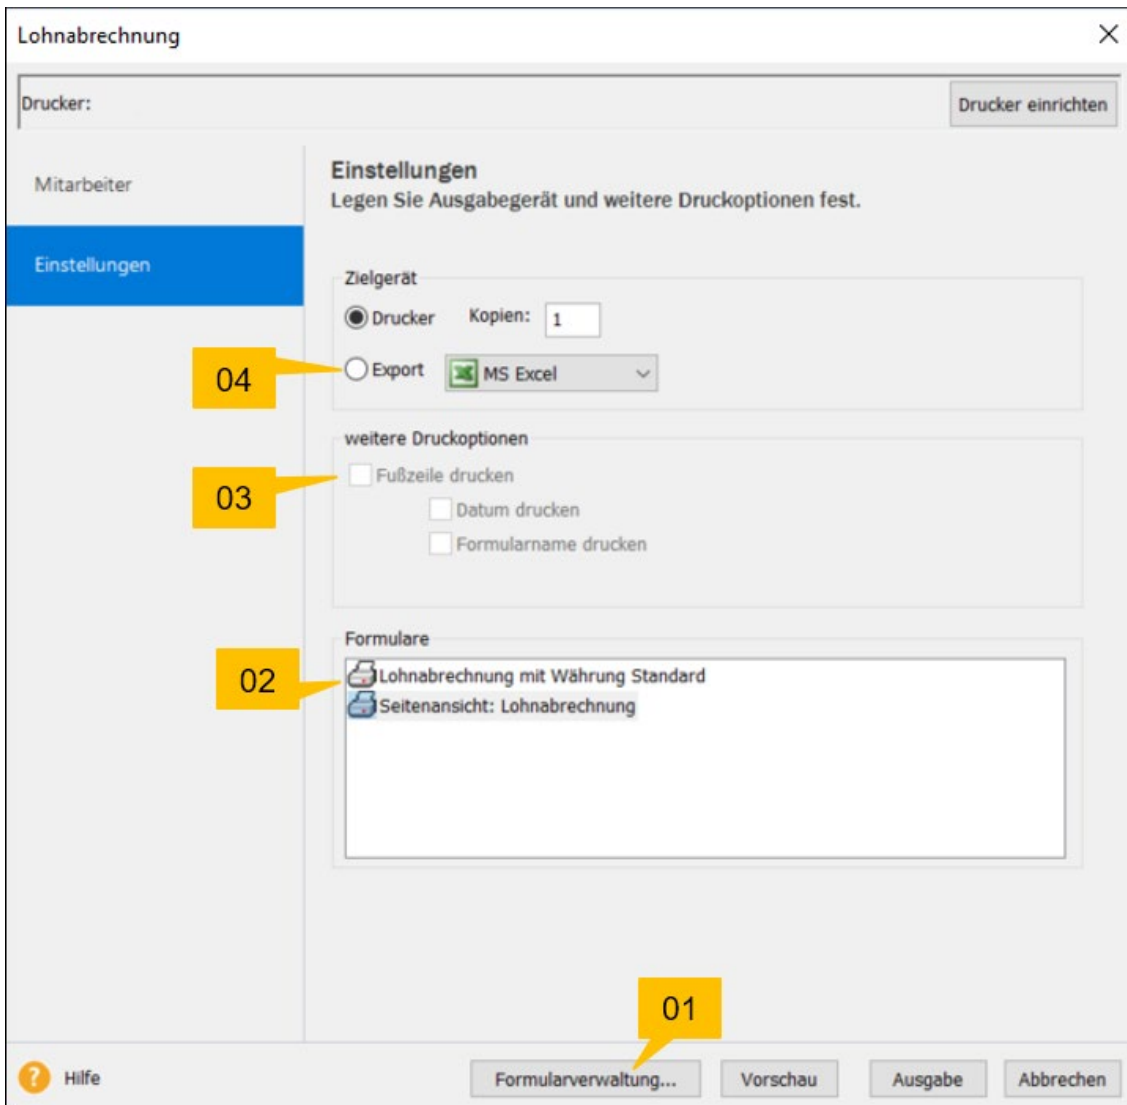 Lohnabrechnung
Drucker:
Drucker einrichten
Mitarbeiter
Einstellungen
Einstellungen
Legen Sie Ausgabegerät und weitere Druckoptionen fest.
Zielgerät
Drucker Kopien: 1
04
Export MS Excel
weitere Druckoptionen
03
Fußzeile drucken
Datum drucken
Formularname drucken
Formulare
02
Lohnabrechnung mit Währung Standard
Seitenansicht: Lohnabrechnung
01
? Hilfe
Formularverwaltung... Vorschau Ausgabe Abbrechen